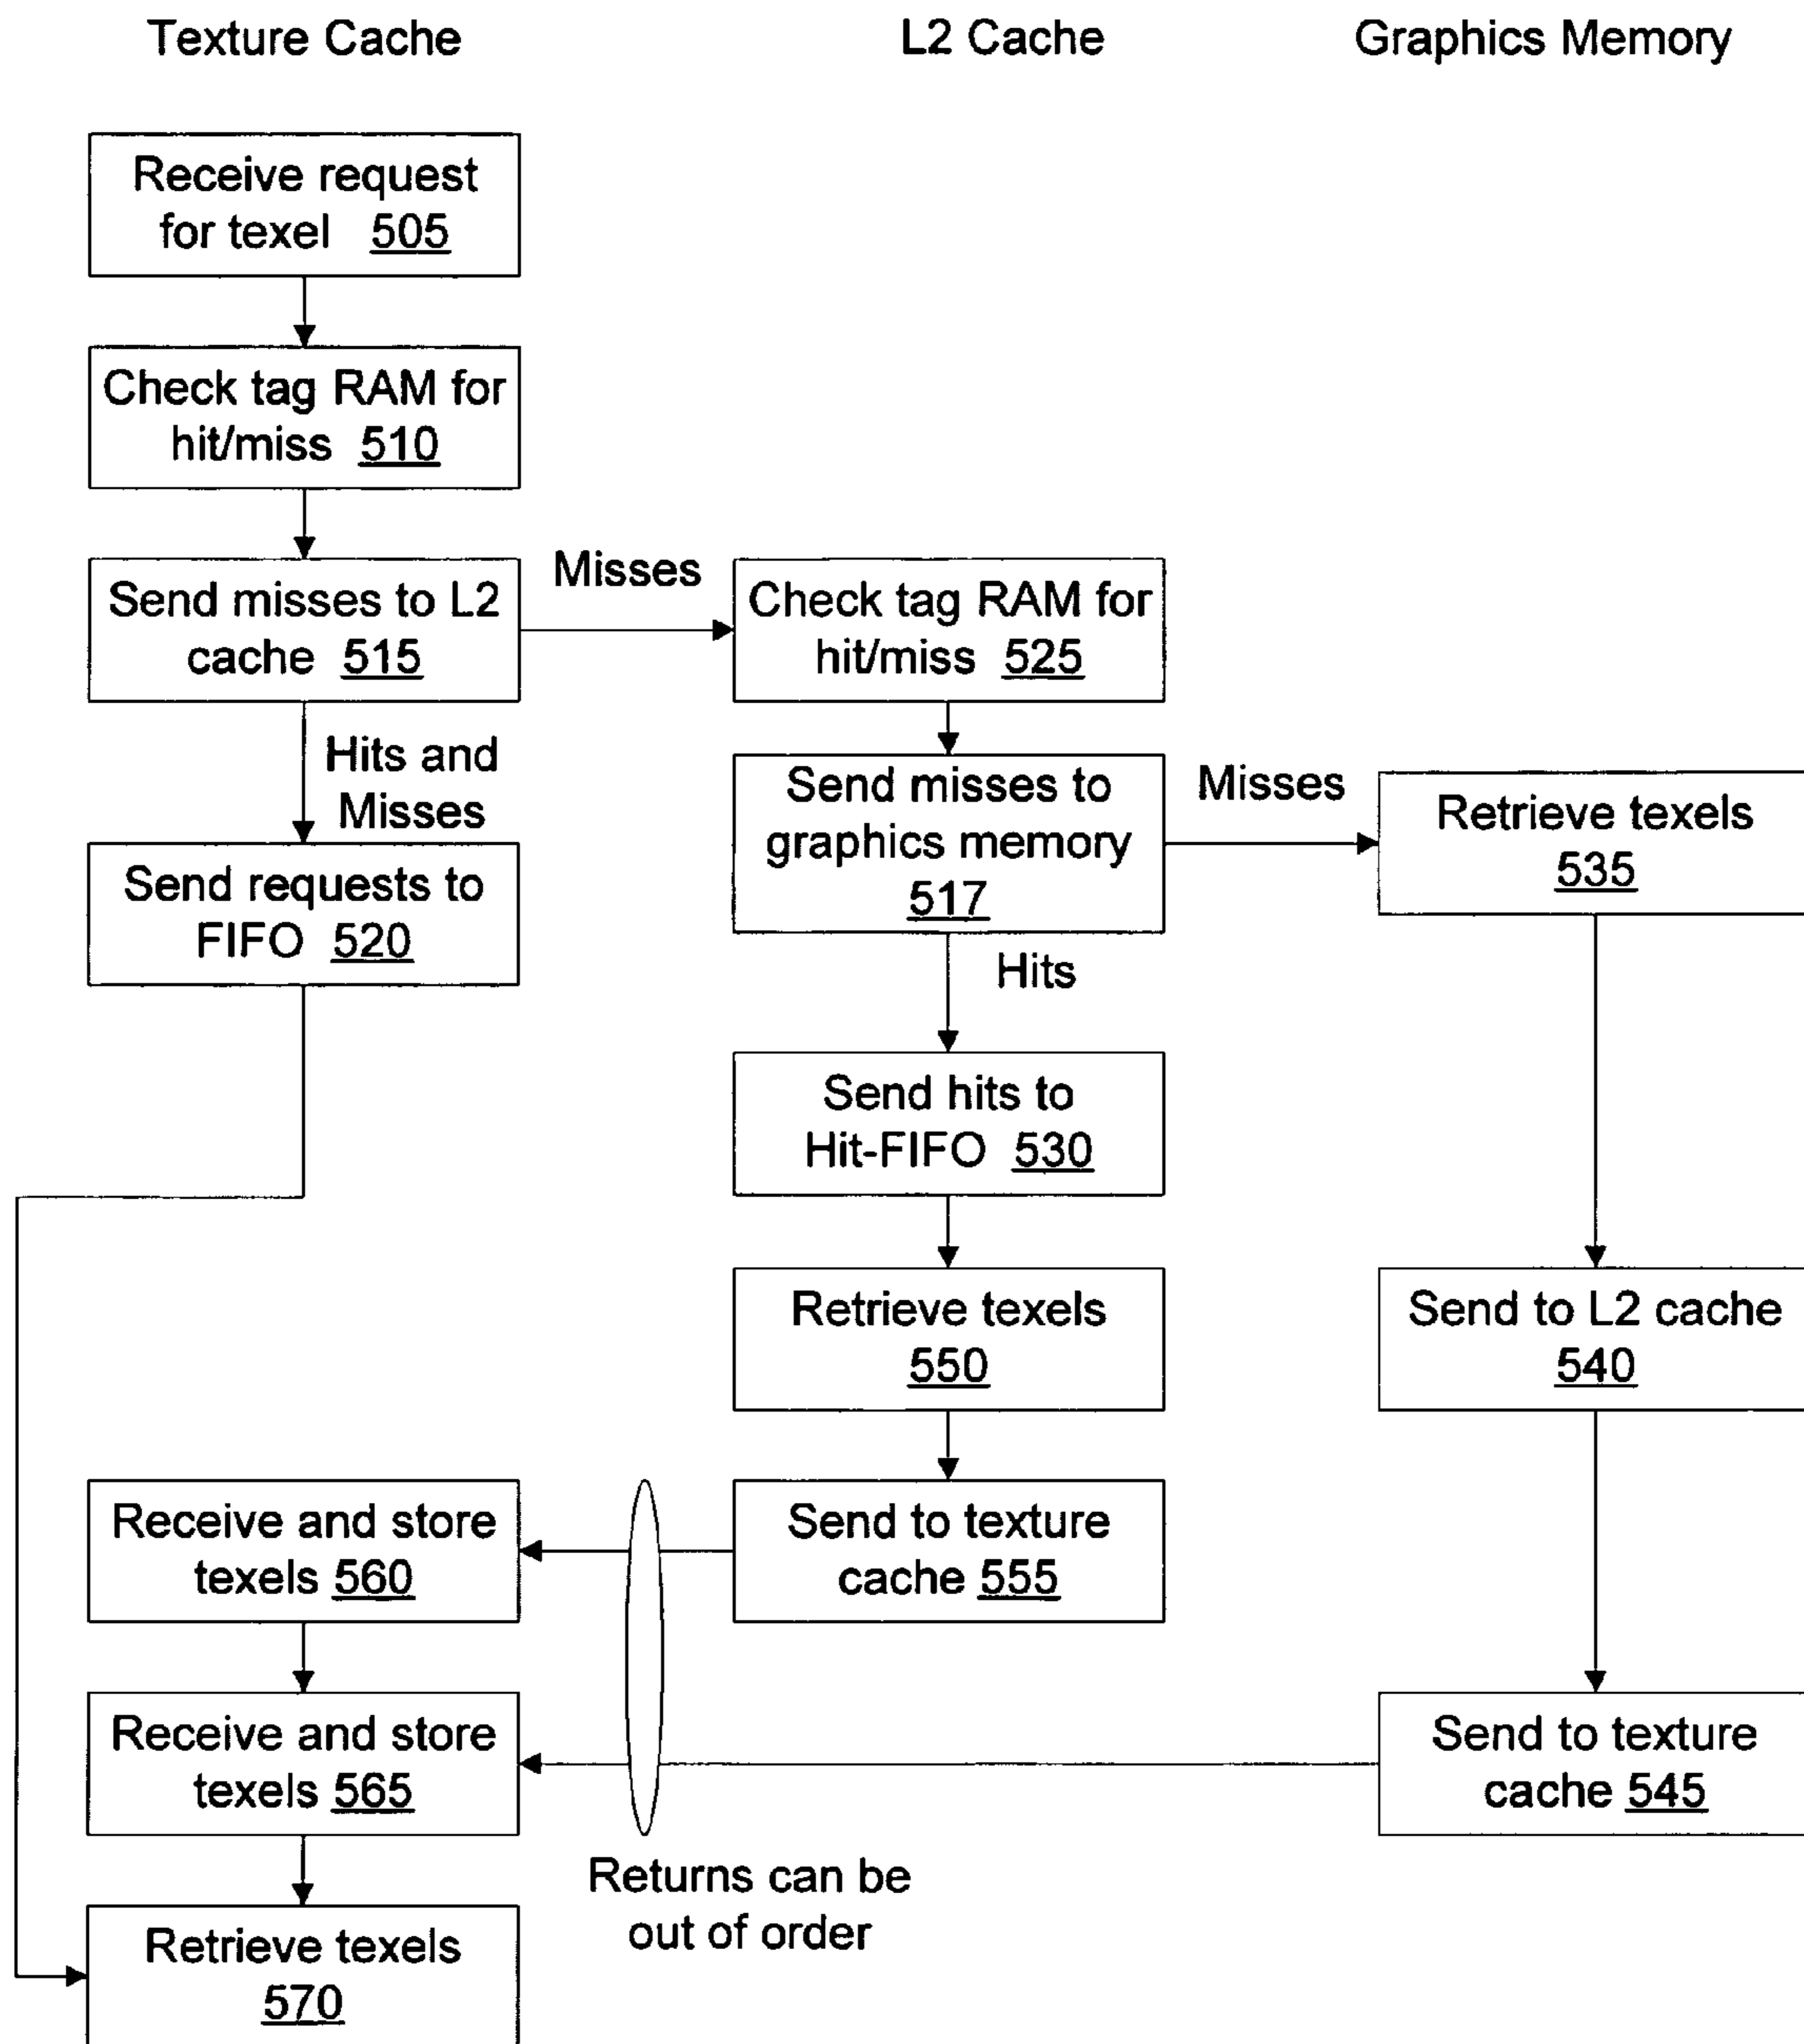 Texture Cache
L2 Cache
Graphics Memory
Receive request
for texel 505
Check tag RAM for
hit/miss 510
Send misses to L2
cache 515
Misses
Check tag RAM for
hit/miss 525
Hits and
Misses
Send misses to
graphics memory
517
Misses
Retrieve texels
535
Send requests to
FIFO 520
Hits
Send hits to
Hit-FIFO 530
Retrieve texels
550
Send to L2 cache
540
Receive and store
texels 560
Send to texture
cache 555
Receive and store
texels 565
Send to texture
cache 545
Returns can be
out of order
Retrieve texels
570